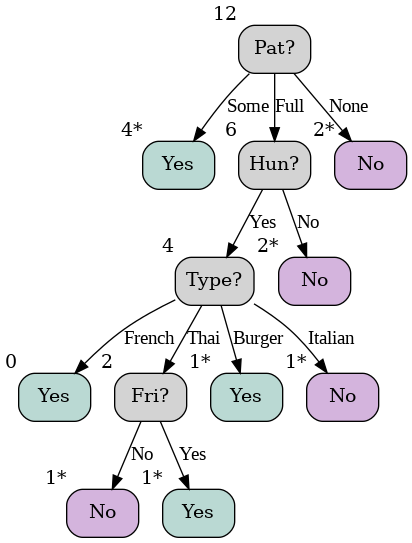 12
Pat?
Some
Full
None
4*
6
2*
Yes
Hun?
No
Yes
No
4
2*
Type?
No
French
Thai
Burger
Italian
0
2
1*
1*
Yes
Fri?
Yes
No
No
Yes
1*
1*
No
Yes